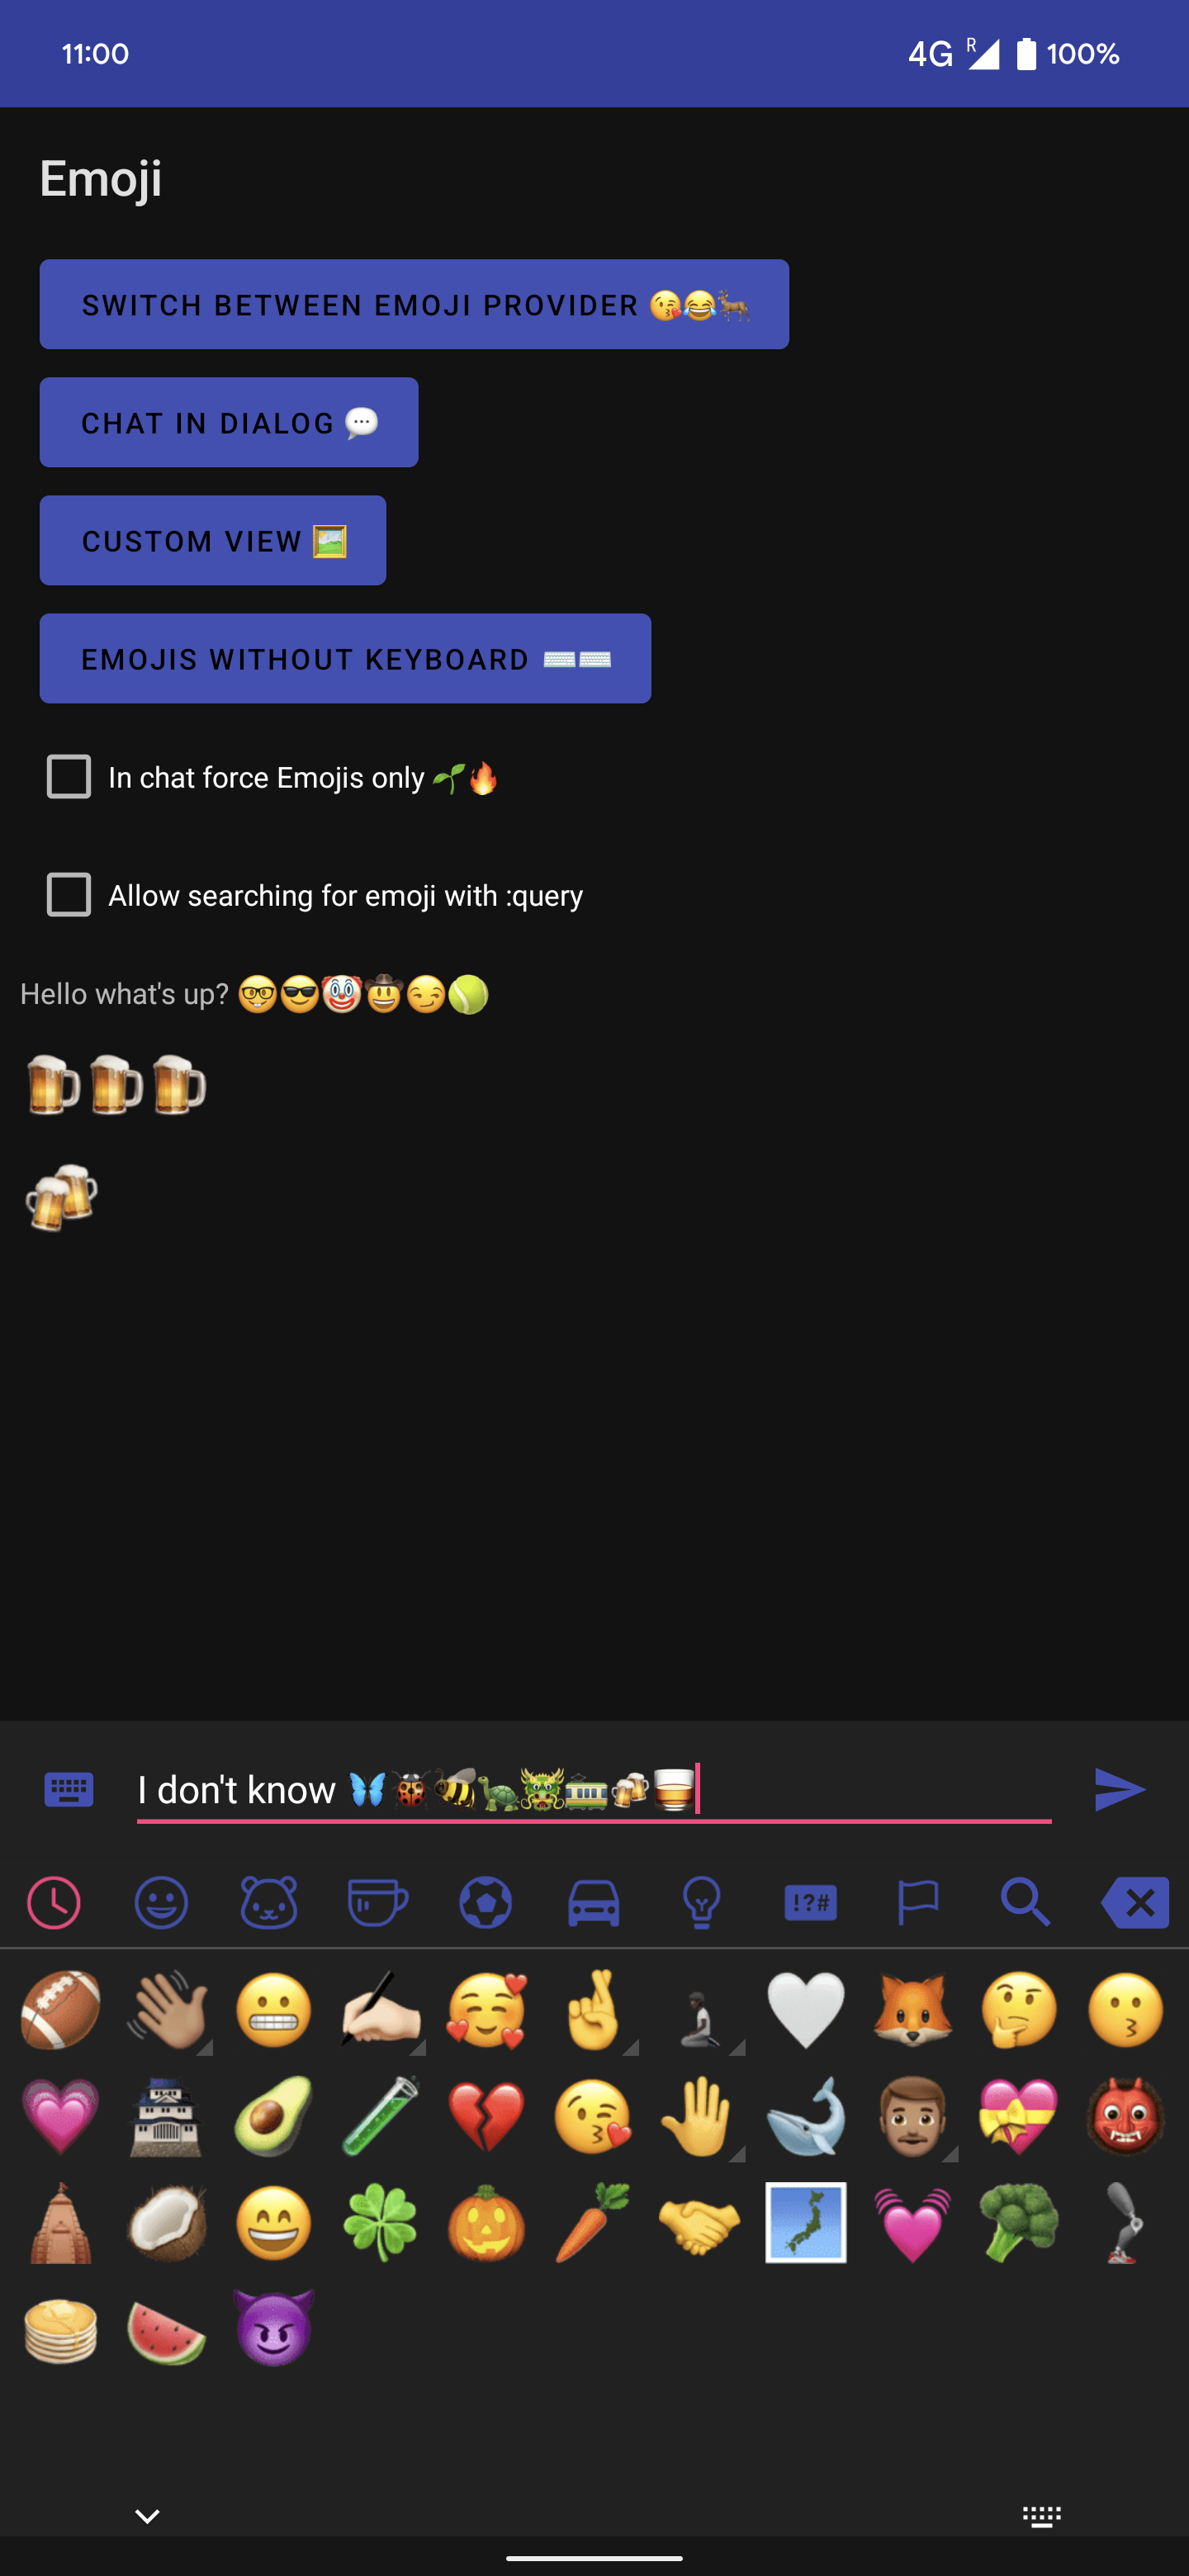 11:00 4G R 100%
Emoji
SWITCH BETWEEN EMOJI PROVIDER 😘😂🦌
CHAT IN DIALOG 💬
CUSTOM VIEW 🖼️
EMOJIS WITHOUT KEYBOARD ⌨️⌨️
In chat force Emojis only 🌱🔥
Allow searching for emoji with :query
Hello what's up? 🤓😎🤡🤠😏🎾
🍺🍺🍺
🍻
I don't know 🦋🐞🐝🐢🐲🚋🍻🥃
!?#